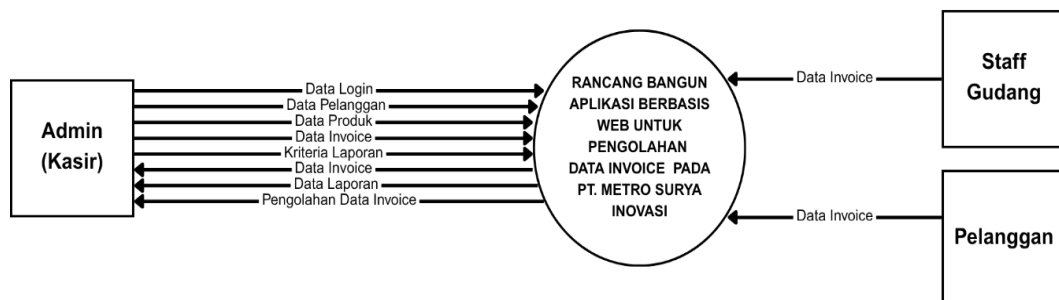 Admin
(Kasir)
Data Login
Data Pelanggan
Data Produk
Data Invoice
Kriteria Laporan
Data Invoice
Data Laporan
Pengolahan Data Invoice
RANCANG BANGUN
APLIKASI BERBASIS
WEB UNTUK
PENGOLAHAN
DATA INVOICE PADA
PT. METRO SURYA
INOVASI
Data Invoice
Staff
Gudang
Data Invoice
Pelanggan